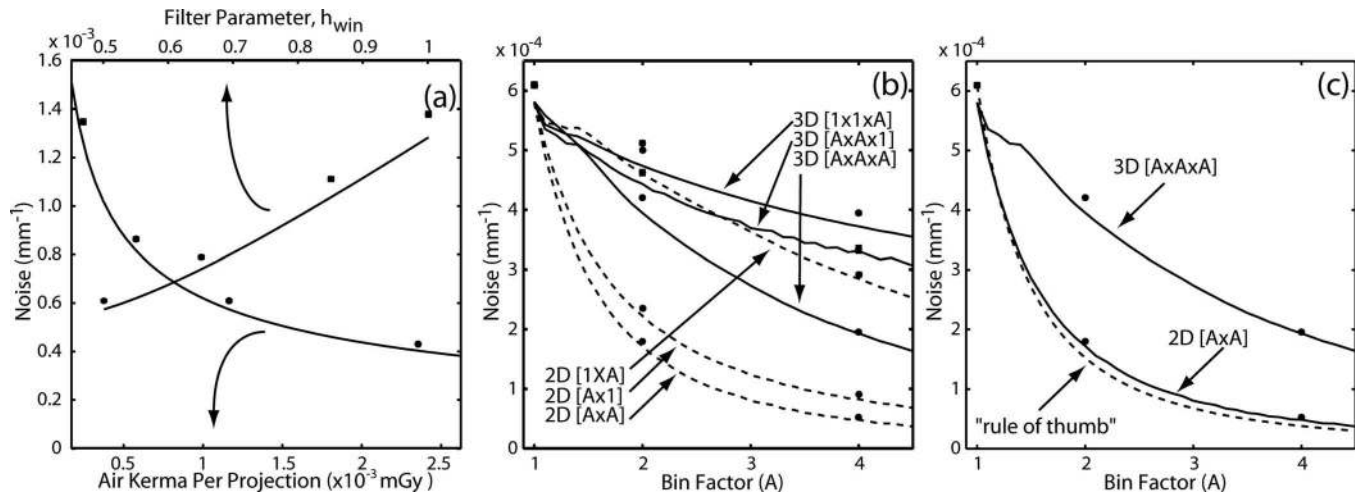 Filter Parameter, hwin
x 10⁻³ 0.5 0.6 0.7 0.8 0.9 1
(a)
1.6
1.4
1.2
1.0
0.8
0.6
0.4
0.2
0
Noise (mm⁻¹)
0.5 1 1.5 2 2.5
Air Kerma Per Projection (x10⁻³ mGy )
x 10⁻⁴
(b)
6
5
4
3
2
1
0
Noise (mm⁻¹)
3D [1x1xA]
3D [AxAx1]
3D [AxAxA]
2D [1XA]
2D [Ax1]
2D [AxA]
1 2 3 4
Bin Factor (A)
x 10⁻⁴
(c)
6
5
4
3
2
1
0
Noise (mm⁻¹)
3D [AxAxA]
2D [AxA]
"rule of thumb"
1 2 3 4
Bin Factor (A)